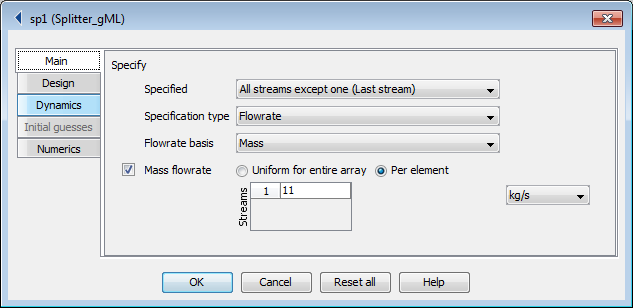 sp1 (Splitter_gML)
Main
Design
Dynamics
Initial guesses
Numerics
Specify
Specified All streams except one (Last stream)
Specification type Flowrate
Flowrate basis Mass
Mass flowrate Uniform for entire array Per element
Streams 1 11 kg/s
OK Cancel Reset all Help